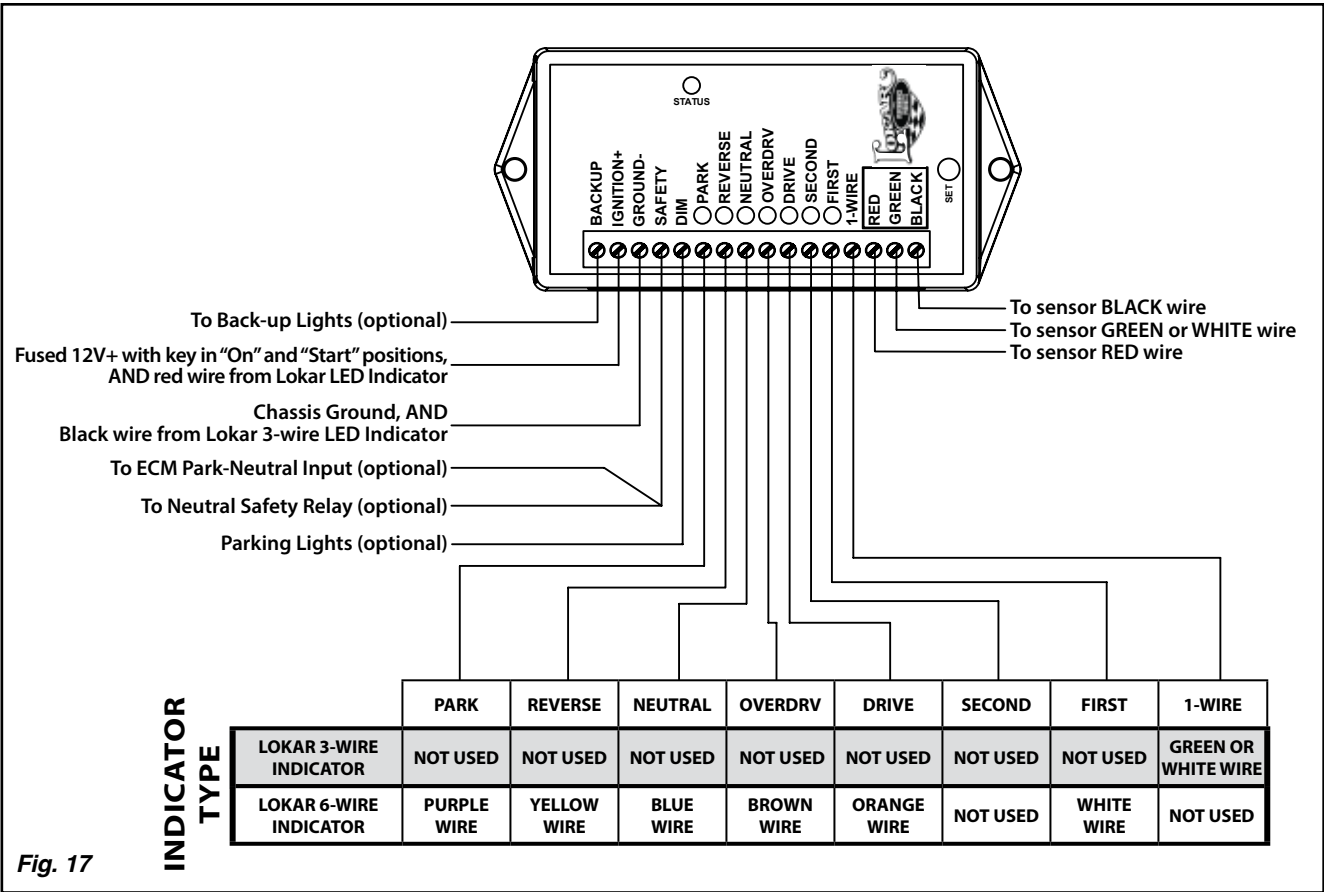 STATUS
LOKAR
BACKUP
IGNITION+
GROUND-
SAFETY
DIM
PARK
REVERSE
NEUTRAL
OVERDRV
DRIVE
SECOND
FIRST
1-WIRE
RED
GREEN
BLACK
SET
To Back-up Lights (optional)
Fused 12V+ with key in “On” and “Start” positions,
AND red wire from Lokar LED Indicator
Chassis Ground, AND
Black wire from Lokar 3-wire LED Indicator
To ECM Park-Neutral Input (optional)
To Neutral Safety Relay (optional)
Parking Lights (optional)
To sensor BLACK wire
To sensor GREEN or WHITE wire
To sensor RED wire
INDICATOR
TYPE
PARK REVERSE NEUTRAL OVERDRV DRIVE SECOND FIRST 1-WIRE
LOKAR 3-WIRE
INDICATOR
NOT USED NOT USED NOT USED NOT USED NOT USED NOT USED NOT USED
GREEN OR
WHITE WIRE
LOKAR 6-WIRE
INDICATOR
PURPLE
WIRE
YELLOW
WIRE
BLUE
WIRE
BROWN
WIRE
ORANGE
WIRE
NOT USED
WHITE
WIRE
NOT USED
Fig. 17